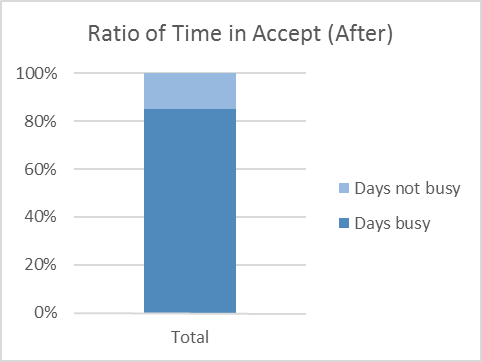 Ratio of Time in Accept (After)
100%
80%
60%
40%
20%
0%
Total
Days not busy
Days busy